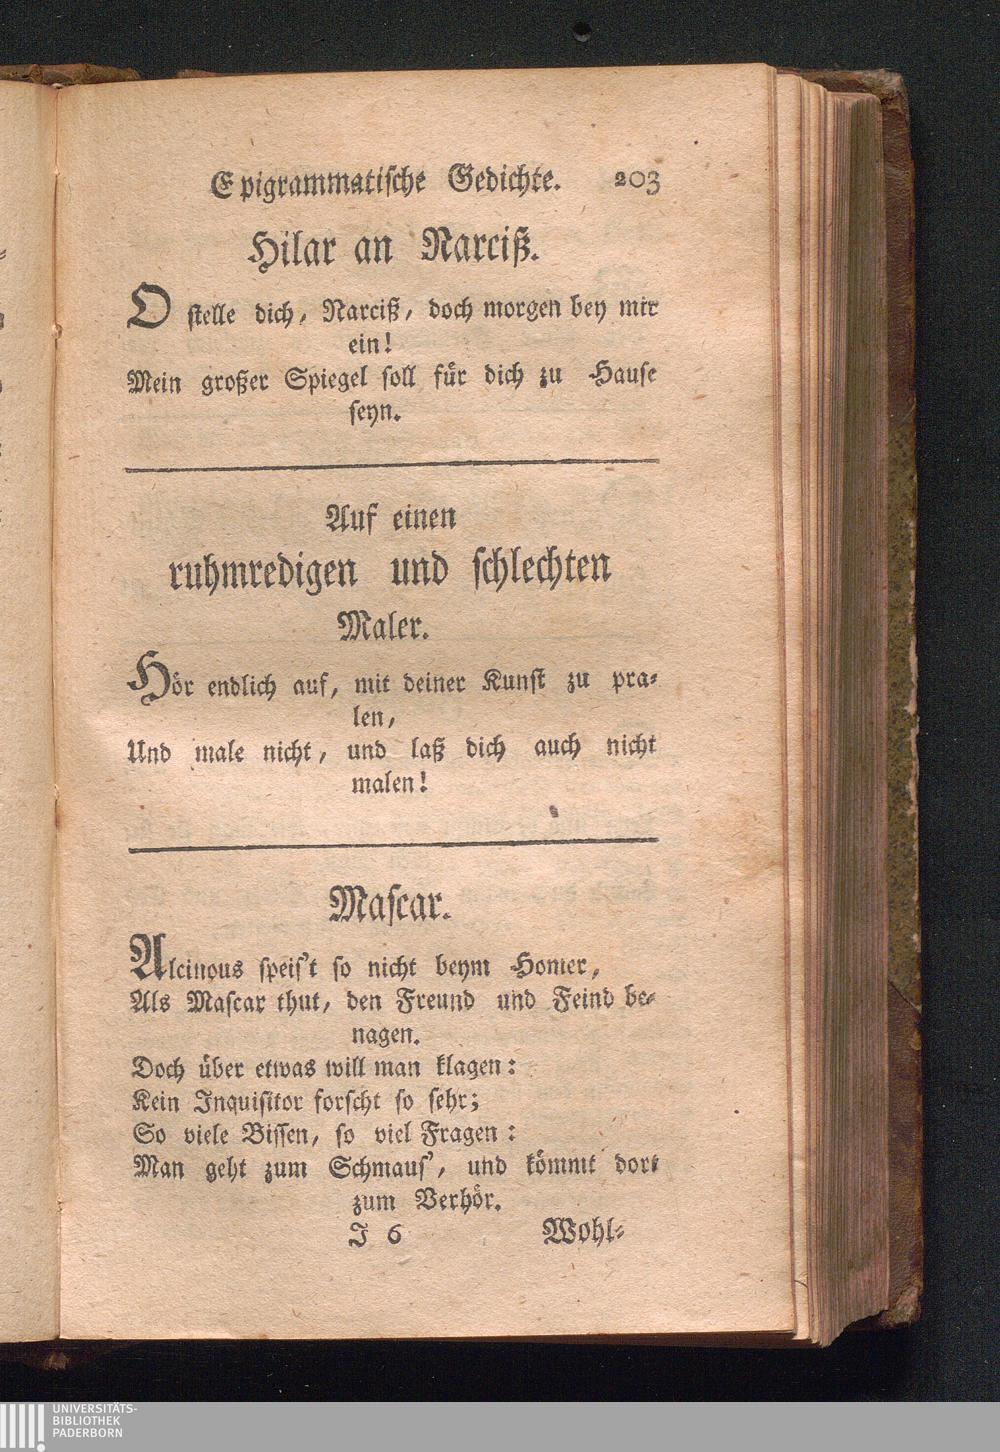 Epigrammatiſche Gedichte. 203
Hilar an Narciß.
O ſtelle dich, Narciß, doch morgen bey mir
ein!
Mein großer Spiegel ſoll für dich zu Hauſe
ſeyn.
Auf einen
ruhmredigen und ſchlechten
Maler.
Hör endlich auf, mit deiner Kunſt zu pra-
len,
Und male nicht, und laß dich auch nicht
malen!
Maſcar.
Alcinous ſpeiſ't ſo nicht beym Homer,
Als Maſcar thut, den Freund und Feind be-
nagen.
Doch über etwas will man klagen:
Kein Inquiſitor forſcht ſo ſehr;
So viele Biſſen, ſo viel Fragen:
Man geht zum Schmauſ', und kömmt dort
zum Verhör.
I 6 Wohl-
UNIVERSITÄTS-
BIBLIOTHEK
PADERBORN